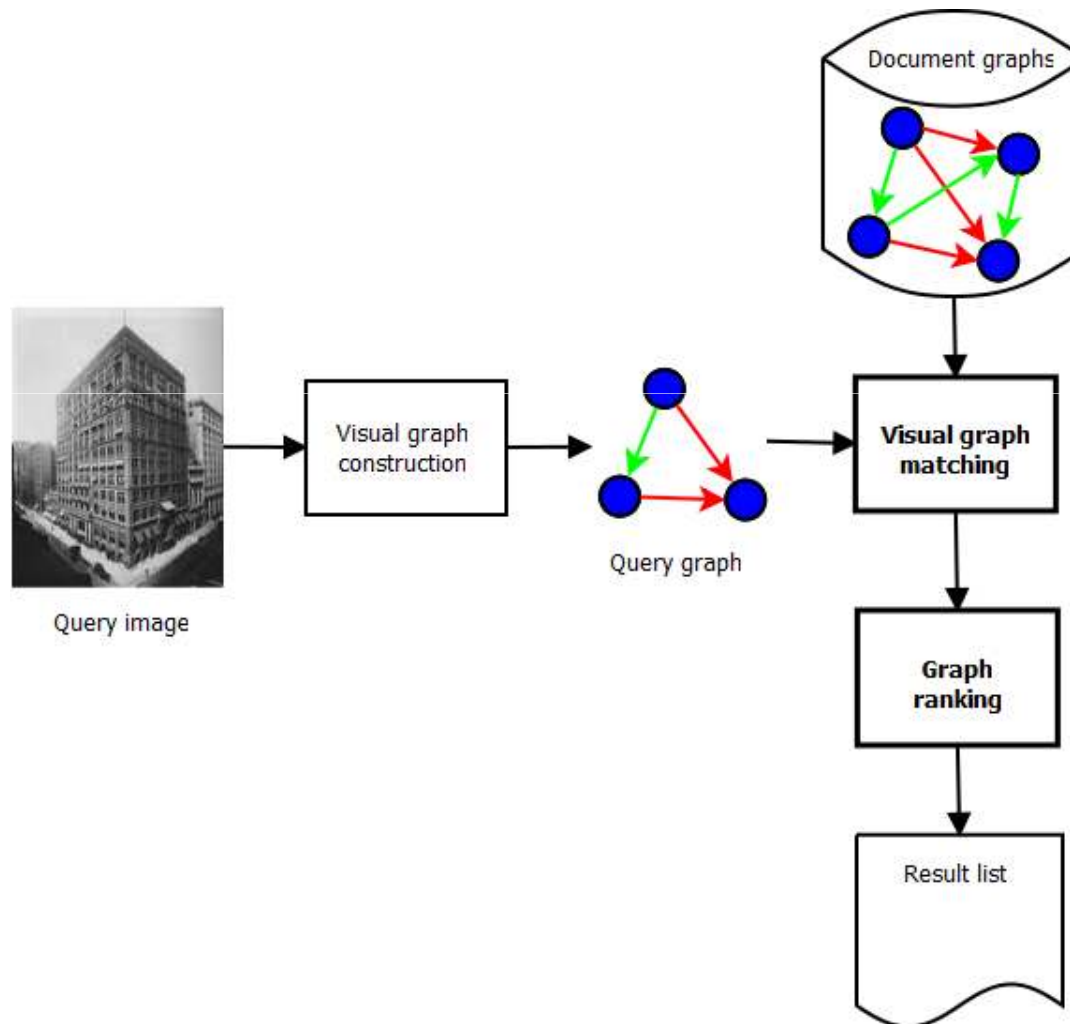 Document graphs
Visual graph
construction
Visual graph
matching
Query graph
Query image
Graph
ranking
Result list